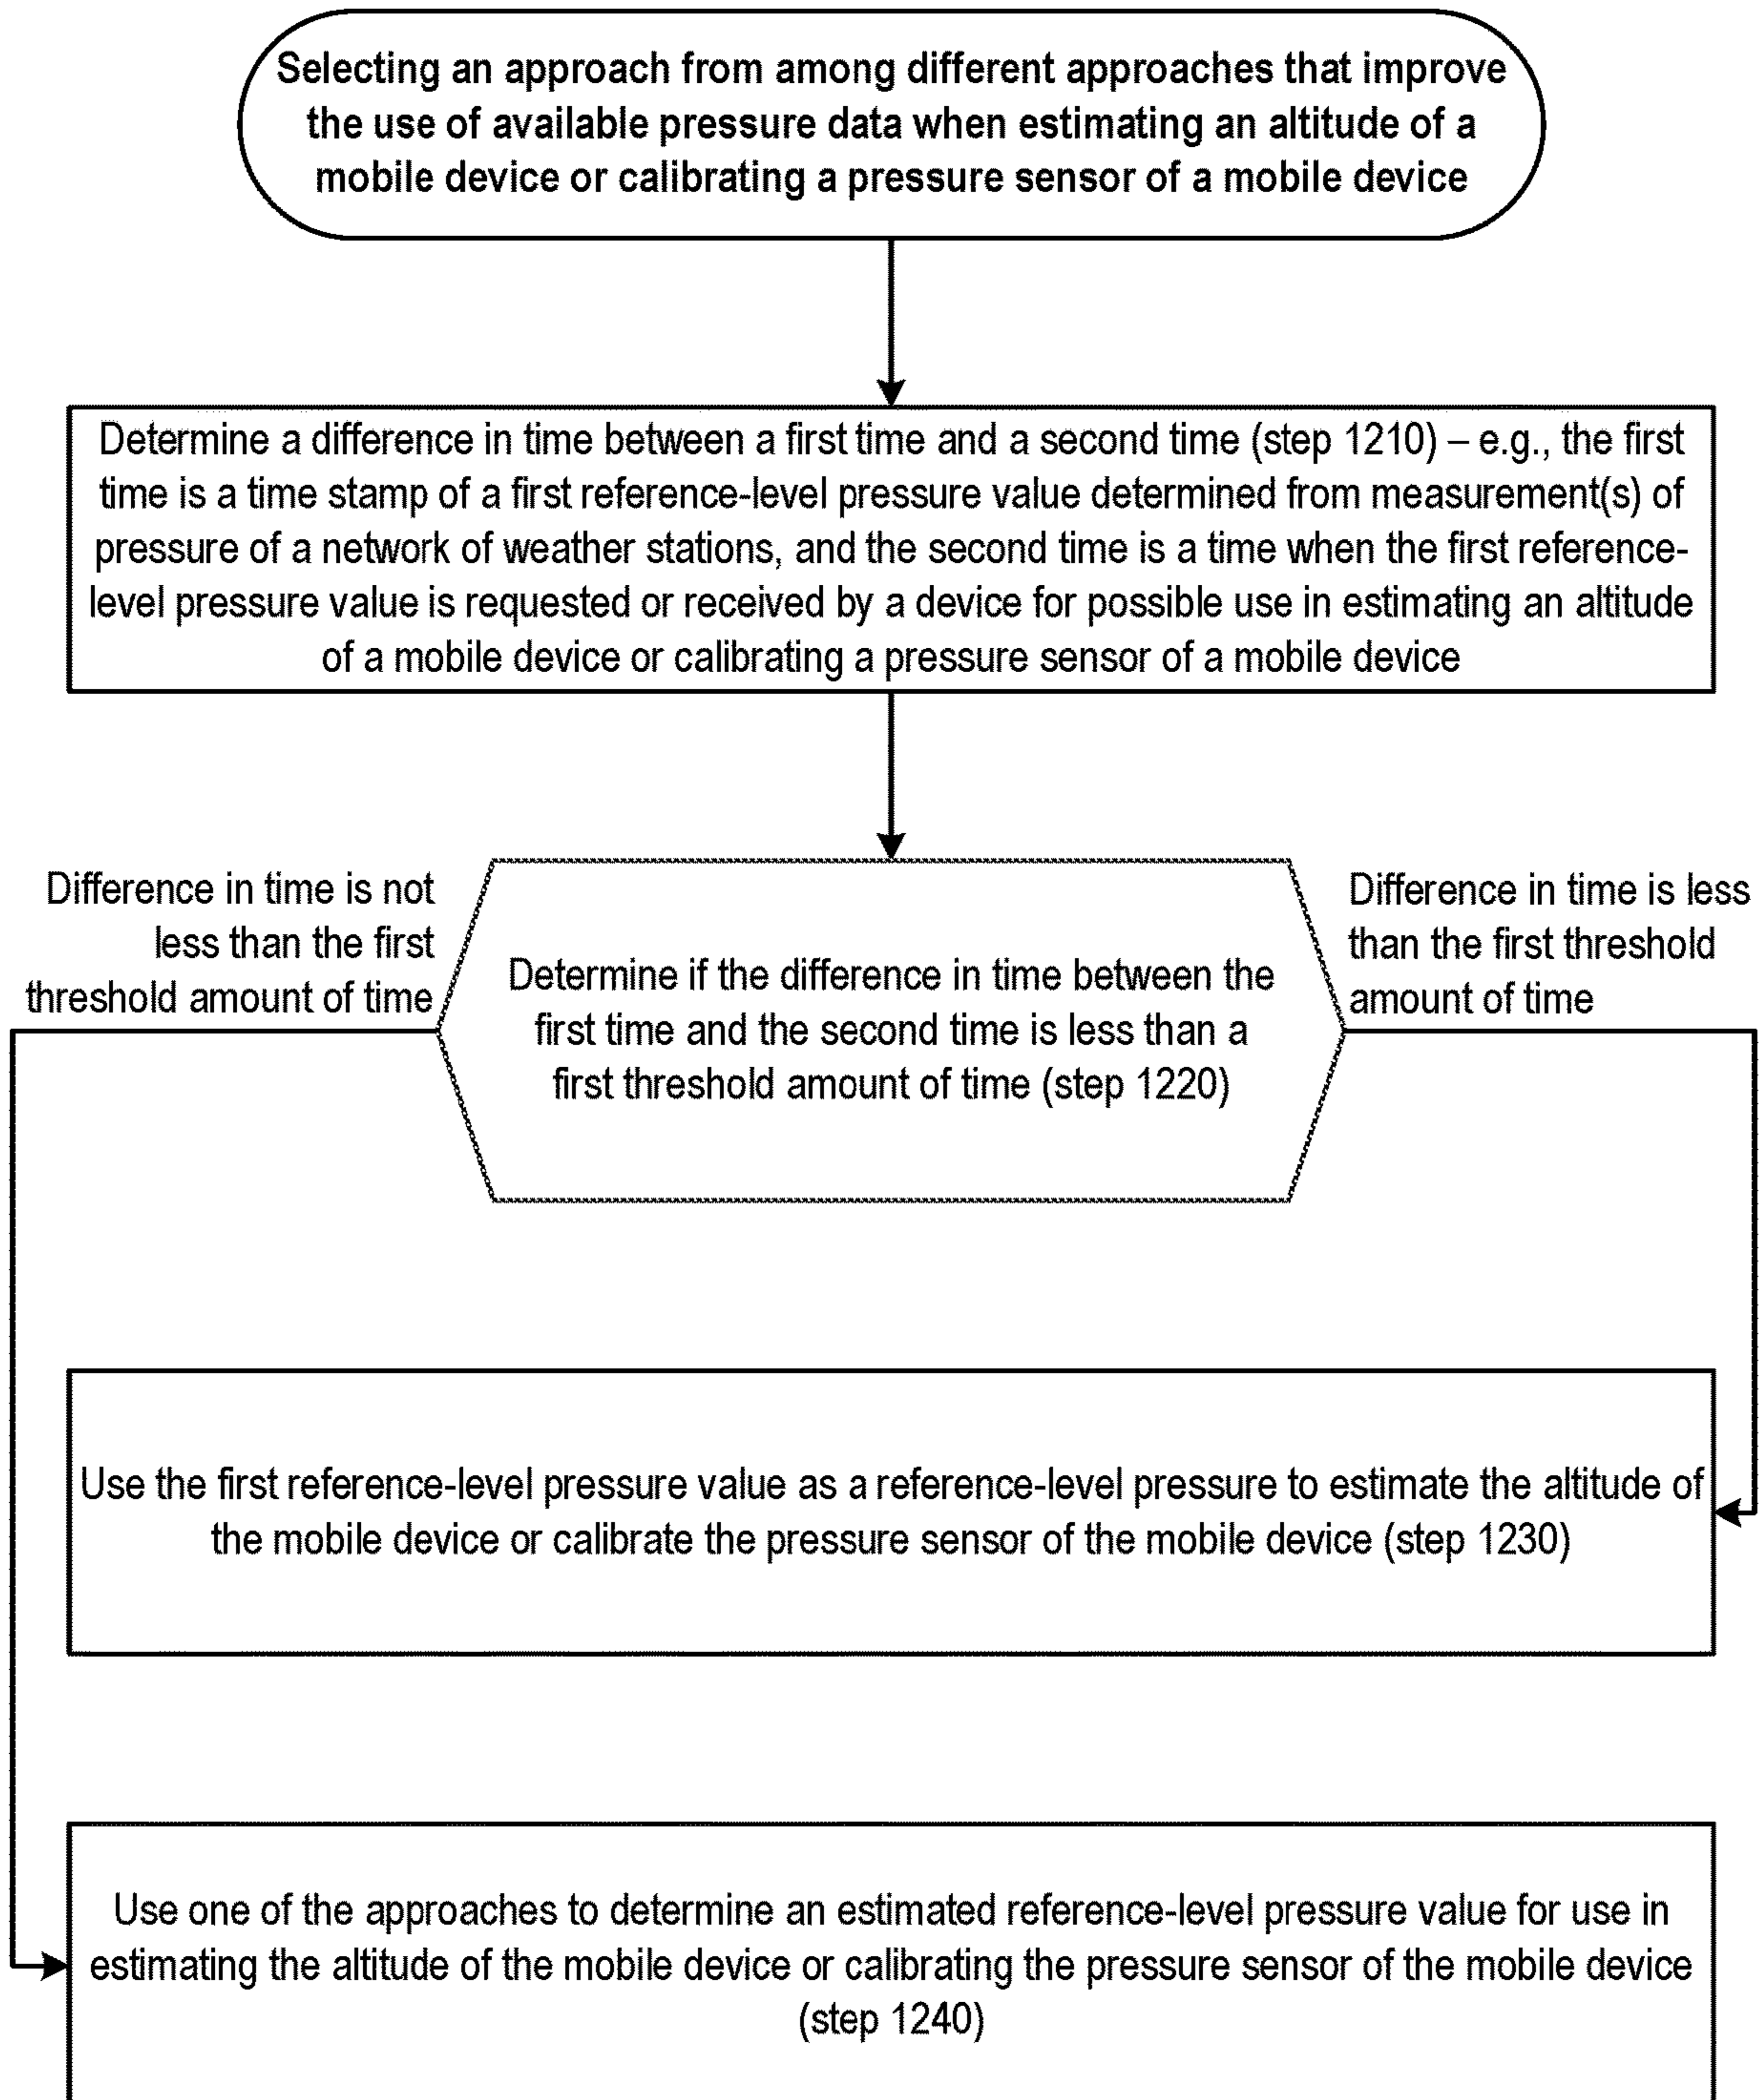 Selecting an approach from among different approaches that improve
the use of available pressure data when estimating an altitude of a
mobile device or calibrating a pressure sensor of a mobile device
Determine a difference in time between a first time and a second time (step 1210) – e.g., the first
time is a time stamp of a first reference-level pressure value determined from measurement(s) of
pressure of a network of weather stations, and the second time is a time when the first reference-
level pressure value is requested or received by a device for possible use in estimating an altitude
of a mobile device or calibrating a pressure sensor of a mobile device
Difference in time is not
less than the first
threshold amount of time
Determine if the difference in time between the
first time and the second time is less than a
first threshold amount of time (step 1220)
Difference in time is less
than the first threshold
amount of time
Use the first reference-level pressure value as a reference-level pressure to estimate the altitude of
the mobile device or calibrate the pressure sensor of the mobile device (step 1230)
Use one of the approaches to determine an estimated reference-level pressure value for use in
estimating the altitude of the mobile device or calibrating the pressure sensor of the mobile device
(step 1240)